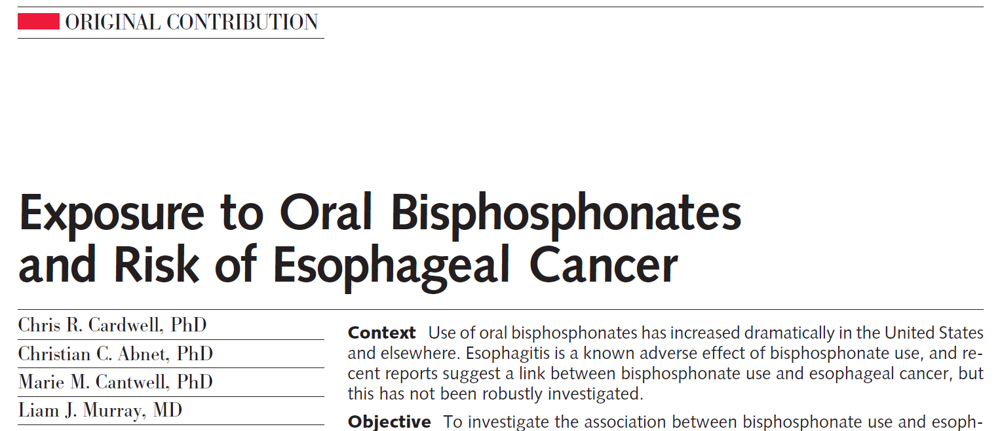 ORIGINAL CONTRIBUTION
Exposure to Oral Bisphosphonates
and Risk of Esophageal Cancer
Chris R. Cardwell, PhD
Christian C. Abnet, PhD
Marie M. Cantwell, PhD
Liam J. Murray, MD
Context Use of oral bisphosphonates has increased dramatically in the United States
and elsewhere. Esophagitis is a known adverse effect of bisphosphonate use, and re-
cent reports suggest a link between bisphosphonate use and esophageal cancer, but
this has not been robustly investigated.
Objective To investigate the association between bisphosphonate use and esoph-